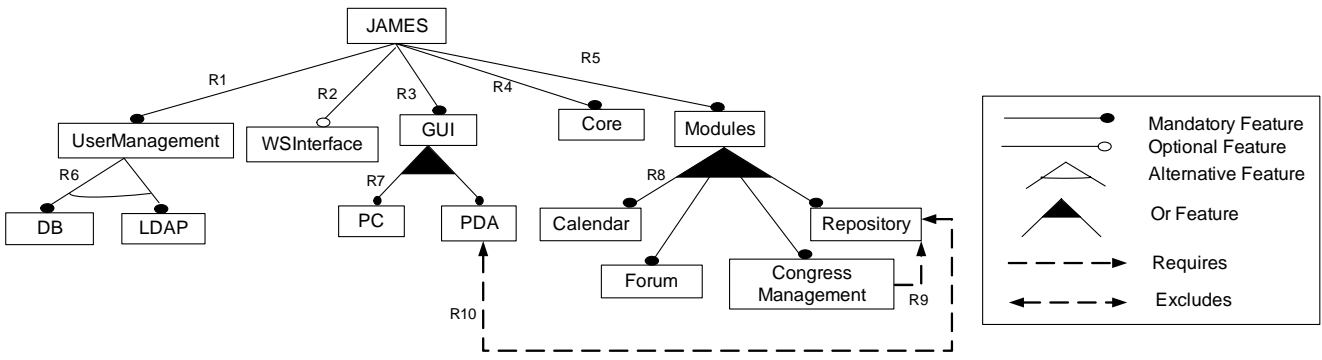 JAMES
R1
R2
R3
R4
R5
UserManagement
WSInterface
GUI
Core
Modules
R6
R7
R8
DB
LDAP
PC
PDA
Calendar
Repository
Forum
Congress
Management
R9
R10
Mandatory Feature
Optional Feature
Alternative Feature
Or Feature
Requires
Excludes